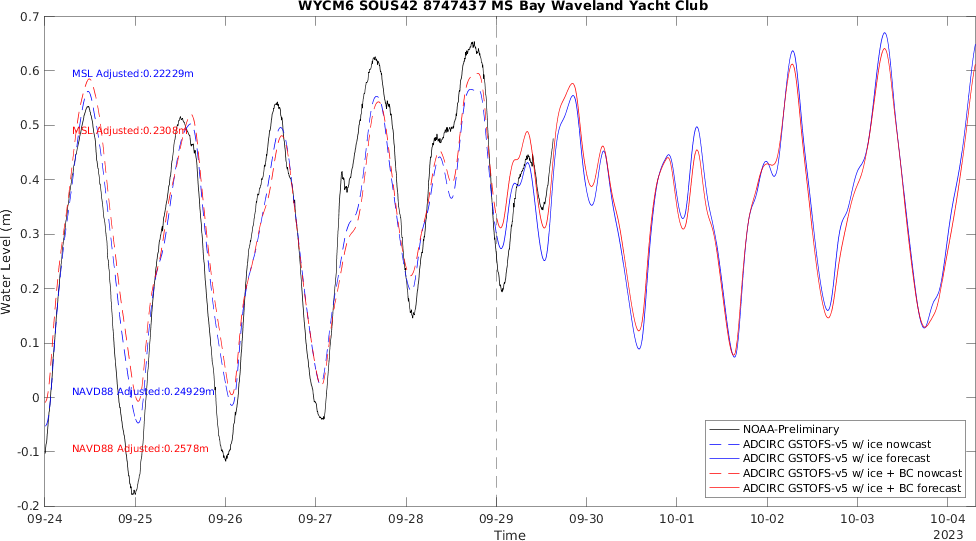 WYCM6 SOUS42 8747437 MS Bay Waveland Yacht Club
0.7
0.6
0.5
0.4
0.3
0.2
0.1
0
-0.1
-0.2
Water Level (m)
MSL Adjusted:0.22229m
MSL Adjusted:0.2308m
NAVD88 Adjusted:0.24929m
NAVD88 Adjusted:0.2578m
NOAA-Preliminary
ADCIRC GSTOFS-v5 w/ ice nowcast
ADCIRC GSTOFS-v5 w/ ice forecast
ADCIRC GSTOFS-v5 w/ ice + BC nowcast
ADCIRC GSTOFS-v5 w/ ice + BC forecast
09-24 09-25 09-26 09-27 09-28 09-29 09-30 10-01 10-02 10-03 10-04
Time 2023